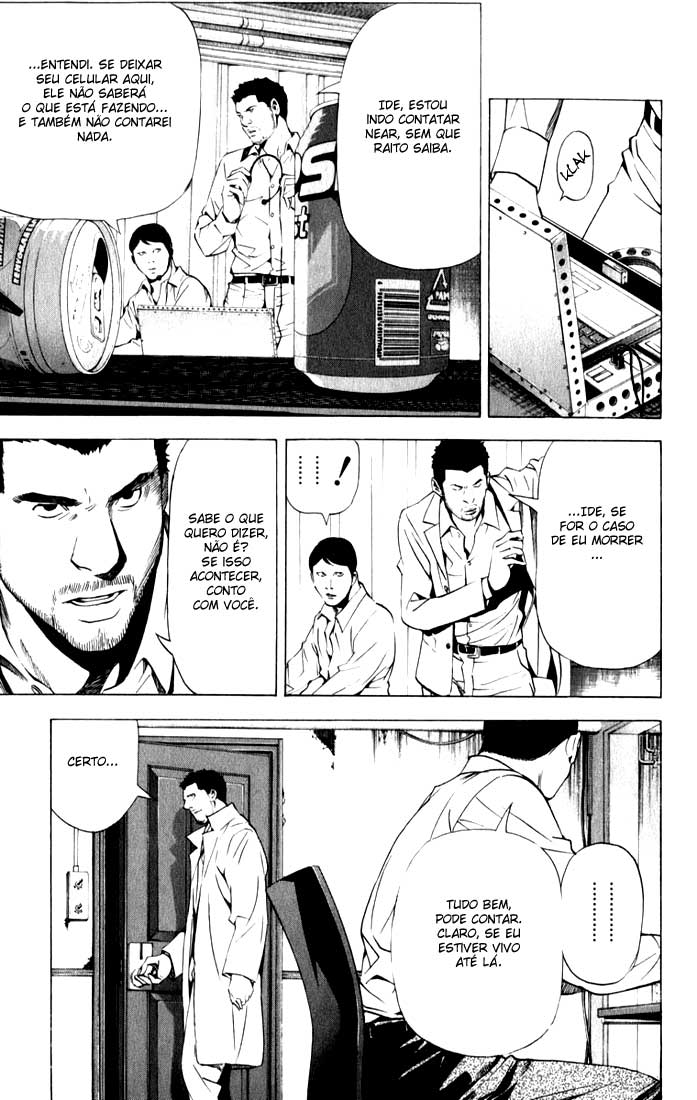 KLAK
IDE, ESTOU
INDO CONTATAR
NEAR, SEM QUE
RAITO SAIBA.
...ENTENDI. SE DEIXAR
SEU CELULAR AQUI,
ELE NÃO SABERÁ
O QUE ESTÁ FAZENDO...
E TAMBÉM NÃO CONTAREI
NADA.
...IDE, SE
FOR O CASO
DE EU MORRER
...
......!
SABE O QUE
QUERO DIZER,
NÃO É?
SE ISSO
ACONTECER,
CONTO
COM VOCÊ.
........
TUDO BEM,
PODE CONTAR.
CLARO, SE EU
ESTIVER VIVO
ATÉ LÁ.
CERTO...